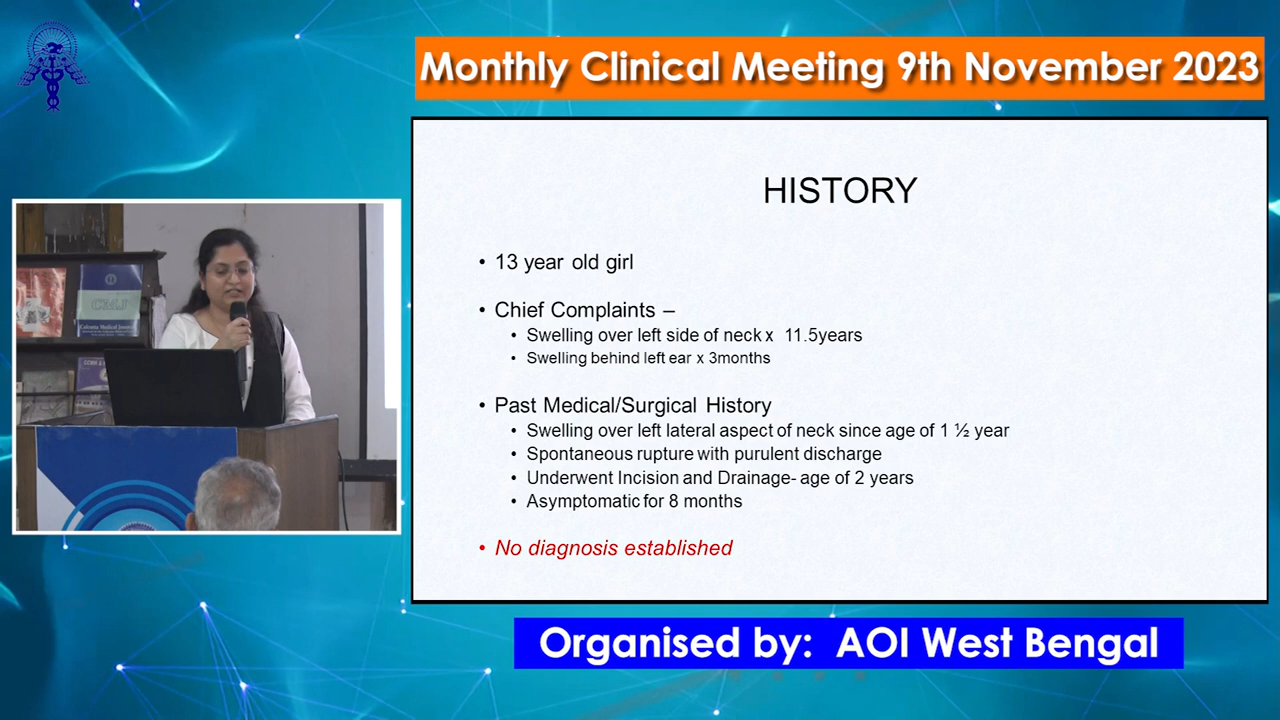 Monthly Clinical Meeting 9th November 2023
HISTORY
• 13 year old girl
• Chief Complaints –
• Swelling over left side of neck x 11.5years
• Swelling behind left ear x 3months
• Past Medical/Surgical History
• Swelling over left lateral aspect of neck since age of 1 ½ year
• Spontaneous rupture with purulent discharge
• Underwent Incision and Drainage- age of 2 years
• Asymptomatic for 8 months
• No diagnosis established
Calcutta Medical Journal
Organised by: AOI West Bengal